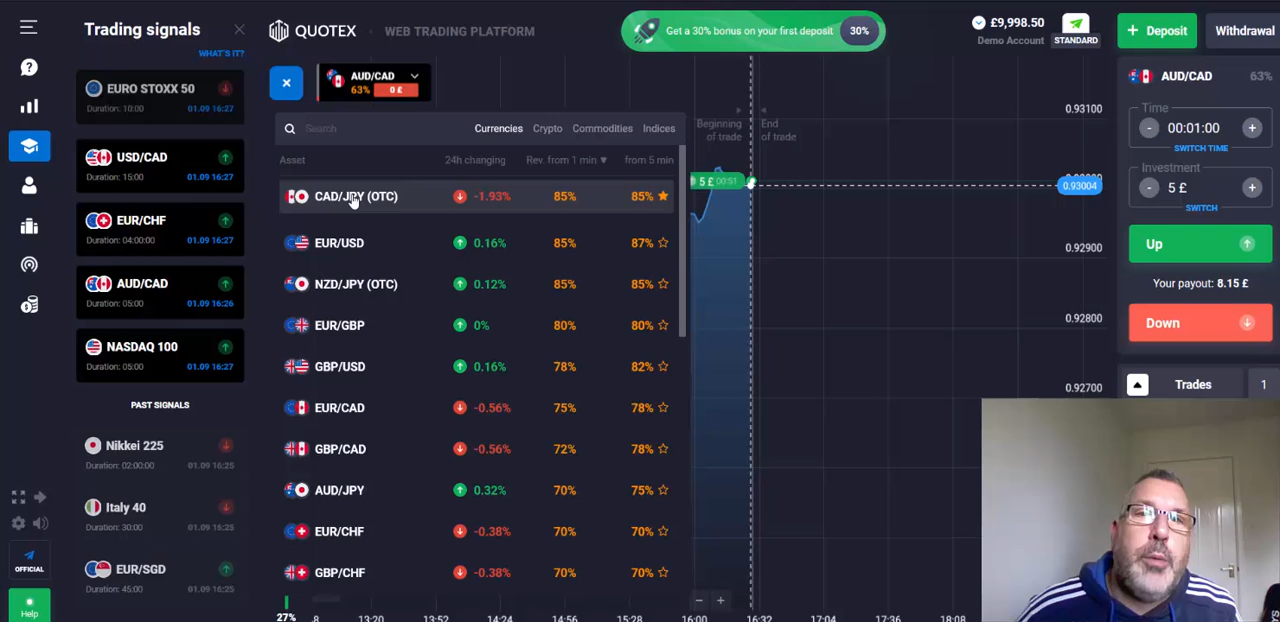 Trading signals
WHAT'S IT?
EURO STOXX 50
Duration: 10:00 01.09 16:27
USD/CAD
Duration: 15:00 01.09 16:27
EUR/CHF
Duration: 04:00:00 01.09 16:27
AUD/CAD
Duration: 05:00 01.09 16:26
NASDAQ 100
Duration: 05:00 01.09 16:27
PAST SIGNALS
Nikkei 225
Duration: 02:00:00 01.09 16:25
Italy 40
Duration: 30:00 01.09 16:25
EUR/SGD
Duration: 45:00 01.09 16:25
OFFICIAL
Help
QUOTEX • WEB TRADING PLATFORM
Get a 30% bonus on your first deposit 30%
£9,998.50
Demo Account
STANDARD
+ Deposit
Withdrawal
AUD/CAD
63% 0 £
Search Currencies Crypto Commodities Indices
Asset 24h changing Rev. from 1 min ▼ from 5 min
CAD/JPY (OTC) -1.93% 85% 85%
EUR/USD 0.16% 85% 87%
NZD/JPY (OTC) 0.12% 85% 85%
EUR/GBP 0% 80% 80%
GBP/USD 0.16% 78% 82%
EUR/CAD -0.56% 75% 78%
GBP/CAD -0.56% 72% 78%
AUD/JPY 0.32% 70% 75%
EUR/CHF -0.38% 70% 70%
GBP/CHF -0.38% 70% 70%
27%
Beginning
of trade
End
of trade
5 £ 00:51
0.93100
0.93004
0.92900
0.92800
0.92700
13:20 13:52 14:24 14:56 15:28 16:00 16:32 17:04 17:36 18:08
AUD/CAD 63%
Time
- 00:01:00 +
SWITCH TIME
Investment
- 5 £ +
SWITCH
Up
Your payout: 8.15 £
Down
Trades 1